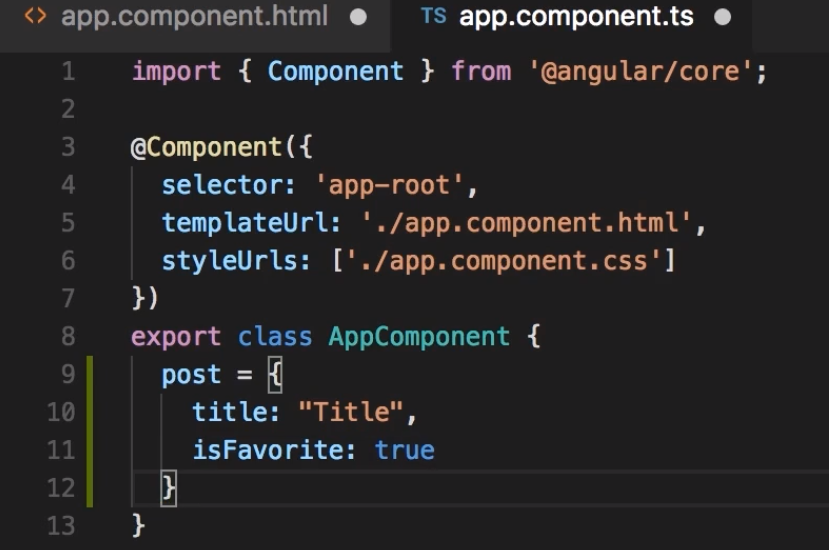 <> app.component.html TS app.component.ts
1 import { Component } from '@angular/core';
2
3 @Component({
4 selector: 'app-root',
5 templateUrl: './app.component.html',
6 styleUrls: ['./app.component.css']
7 })
8 export class AppComponent {
9 post = {
10 title: "Title",
11 isFavorite: true
12 }
13 }